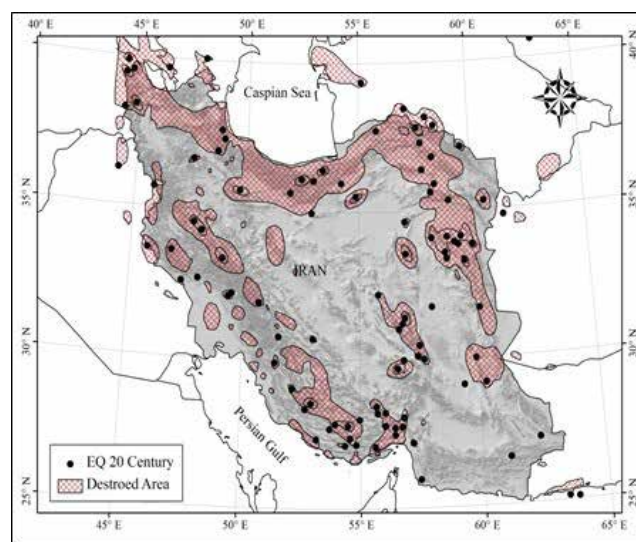 45° E 50° E 55° E 60° E
40° N
40° N
Caspian Sea
35° N
35° N
IRAN
30° N
30° N
Persian Gulf
EQ 20 Century
Destroed Area
25° N
25° N
40° E 45° E 50° E 55° E 60° E 65° E